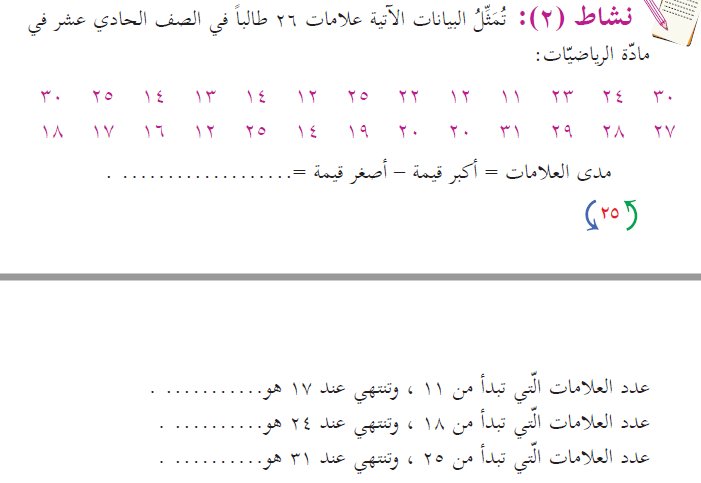 نشاط (٢): تُمَثِّلُ البيانات الآتية علامات ٢٦ طالباً في الصف الحادي عشر في
مادّة الرياضيّات:
٣٠ ٢٤ ٢٣ ١١ ١٢ ٢٢ ٢٥ ١٢ ١٤ ١٣ ١٤ ٢٥ ٣٠
٢٧ ٢٨ ٢٩ ٣١ ٢٠ ٢٠ ١٩ ١٤ ٢٥ ١٢ ١٦ ١٧ ١٨
مدى العلامات = أكبر قيمة – أصغر قيمة =.................... .
٢٥
عدد العلامات الّتي تبدأ من ١١ ، وتنتهي عند ١٧ هو........... .
عدد العلامات الّتي تبدأ من ١٨ ، وتنتهي عند ٢٤ هو........... .
عدد العلامات الّتي تبدأ من ٢٥ ، وتنتهي عند ٣١ هو........... .